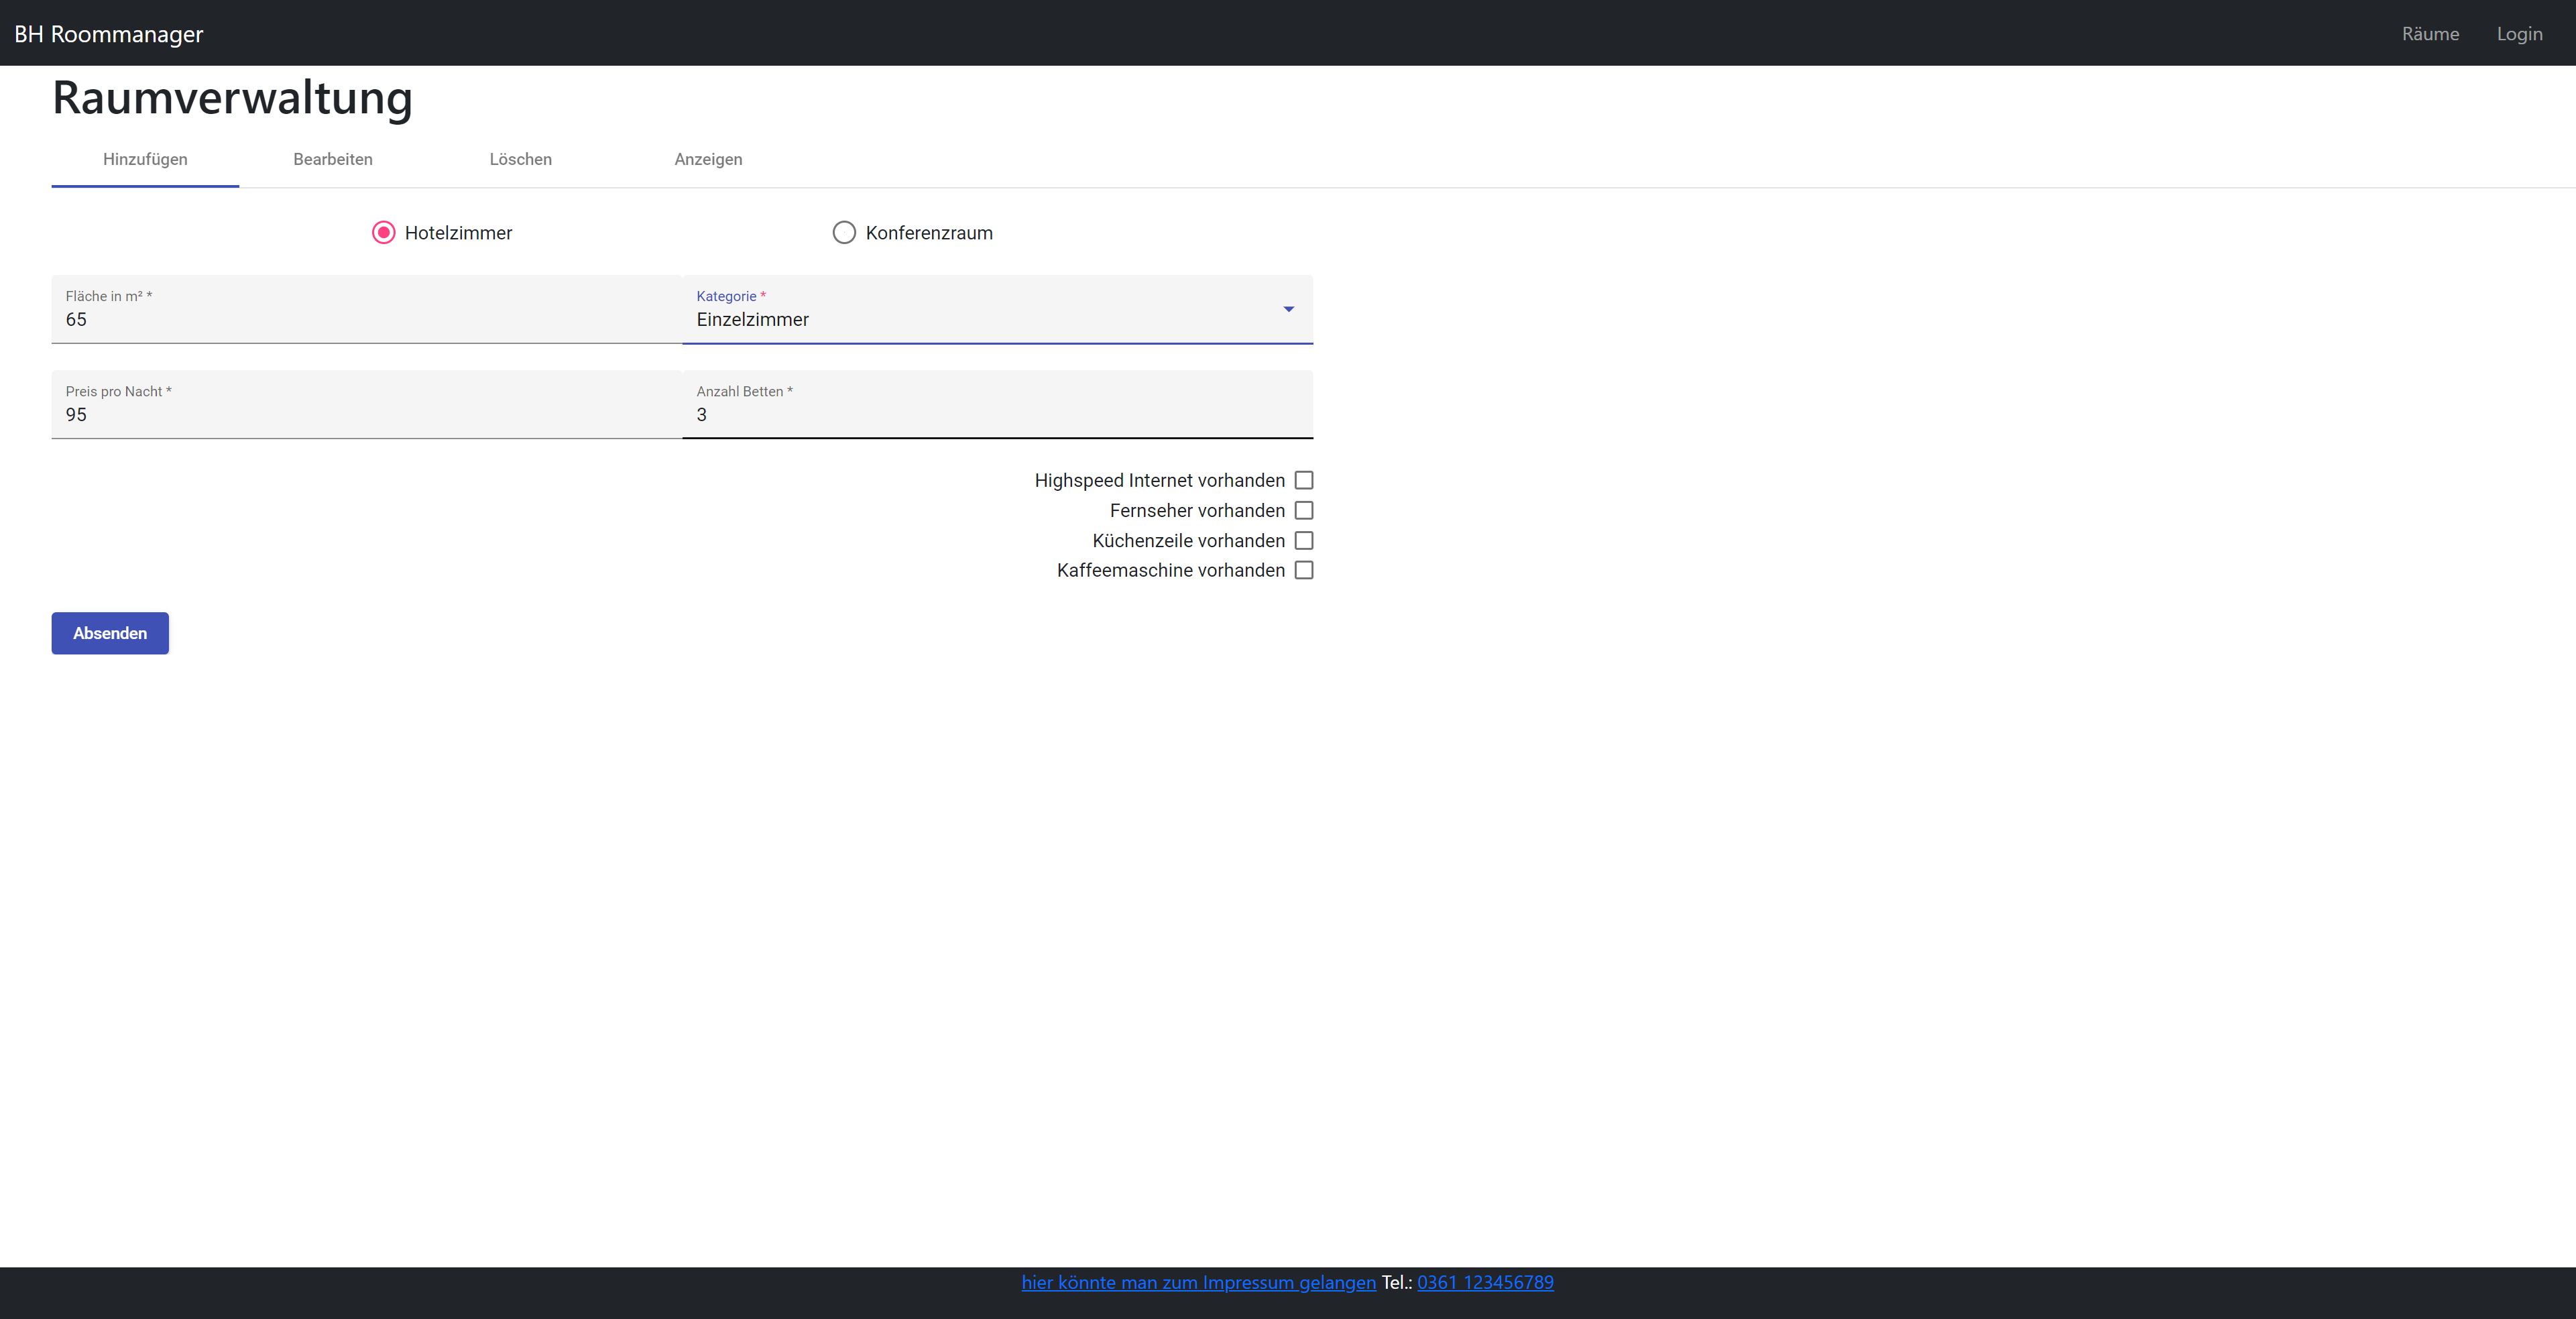 BH Roommanager Räume Login
Raumverwaltung
Hinzufügen Bearbeiten Löschen Anzeigen
Hotelzimmer Konferenzraum
Fläche in m² * Kategorie *
65 Einzelzimmer
Preis pro Nacht * Anzahl Betten *
95 3
Highspeed Internet vorhanden
Fernseher vorhanden
Küchenzeile vorhanden
Kaffeemaschine vorhanden
Absenden
hier könnte man zum Impressum gelangen Tel.: 0361 123456789